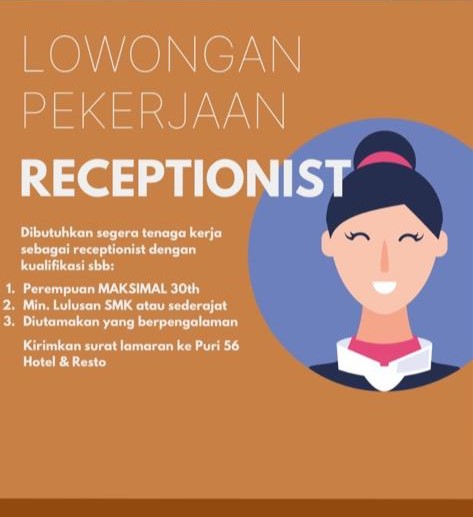 LOWONGAN
PEKERJAAN
RECEPTIONIST
Dibutuhkan segera tenaga kerja
sebagai receptionist dengan
kualifikasi sbb:
1. Perempuan MAKSIMAL 30th
2. Min. Lulusan SMK atau sederajat
3. Diutamakan yang berpengalaman
Kirimkan surat lamaran ke Puri 56
Hotel & Resto